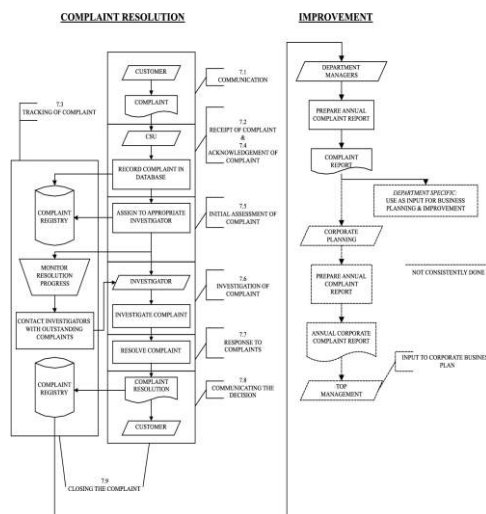 COMPLAINT RESOLUTION
IMPROVEMENT
CUSTOMER
COMPLAINT
7.1
COMMUNICATION
7.3
TRACKING OF COMPLAINT
CSU
7.2
RECEIPT OF COMPLAINT
&
7.4
ACKNOWLEDGEMENT OF
COMPLAINT
RECORD COMPLAINT IN
DATABASE
COMPLAINT
REGISTRY
ASSIGN TO APPROPRIATE
INVESTIGATOR
7.5
INITIAL ASSESSMENT OF
COMPLAINT
MONITOR
RESOLUTION
PROGRESS
INVESTIGATOR
7.6
INVESTIGATION OF
COMPLAINT
CONTACT INVESTIGATORS
WITH OUTSTANDING
COMPLAINTS
INVESTIGATE COMPLAINT
RESOLVE COMPLAINT
7.7
RESPONSE TO
COMPLAINTS
COMPLAINT
REGISTRY
COMPLAINT
RESOLUTION
7.8
COMMUNICATING THE
DECISION
CUSTOMER
7.9
CLOSING THE COMPLAINT
DEPARTMENT
MANAGERS
PREPARE ANNUAL
COMPLAINT REPORT
COMPLAINT
REPORT
DEPARTMENT SPECIFIC:
USE AS INPUT FOR BUSINESS
PLANNING & IMPROVEMENT
CORPORATE
PLANNING
NOT CONSISTENTLY DONE
PREPARE ANNUAL
COMPLAINT REPORT
ANNUAL CORPORATE
COMPLAINT REPORT
TOP
MANAGEMENT
INPUT TO CORPORATE BUSINESS
PLAN